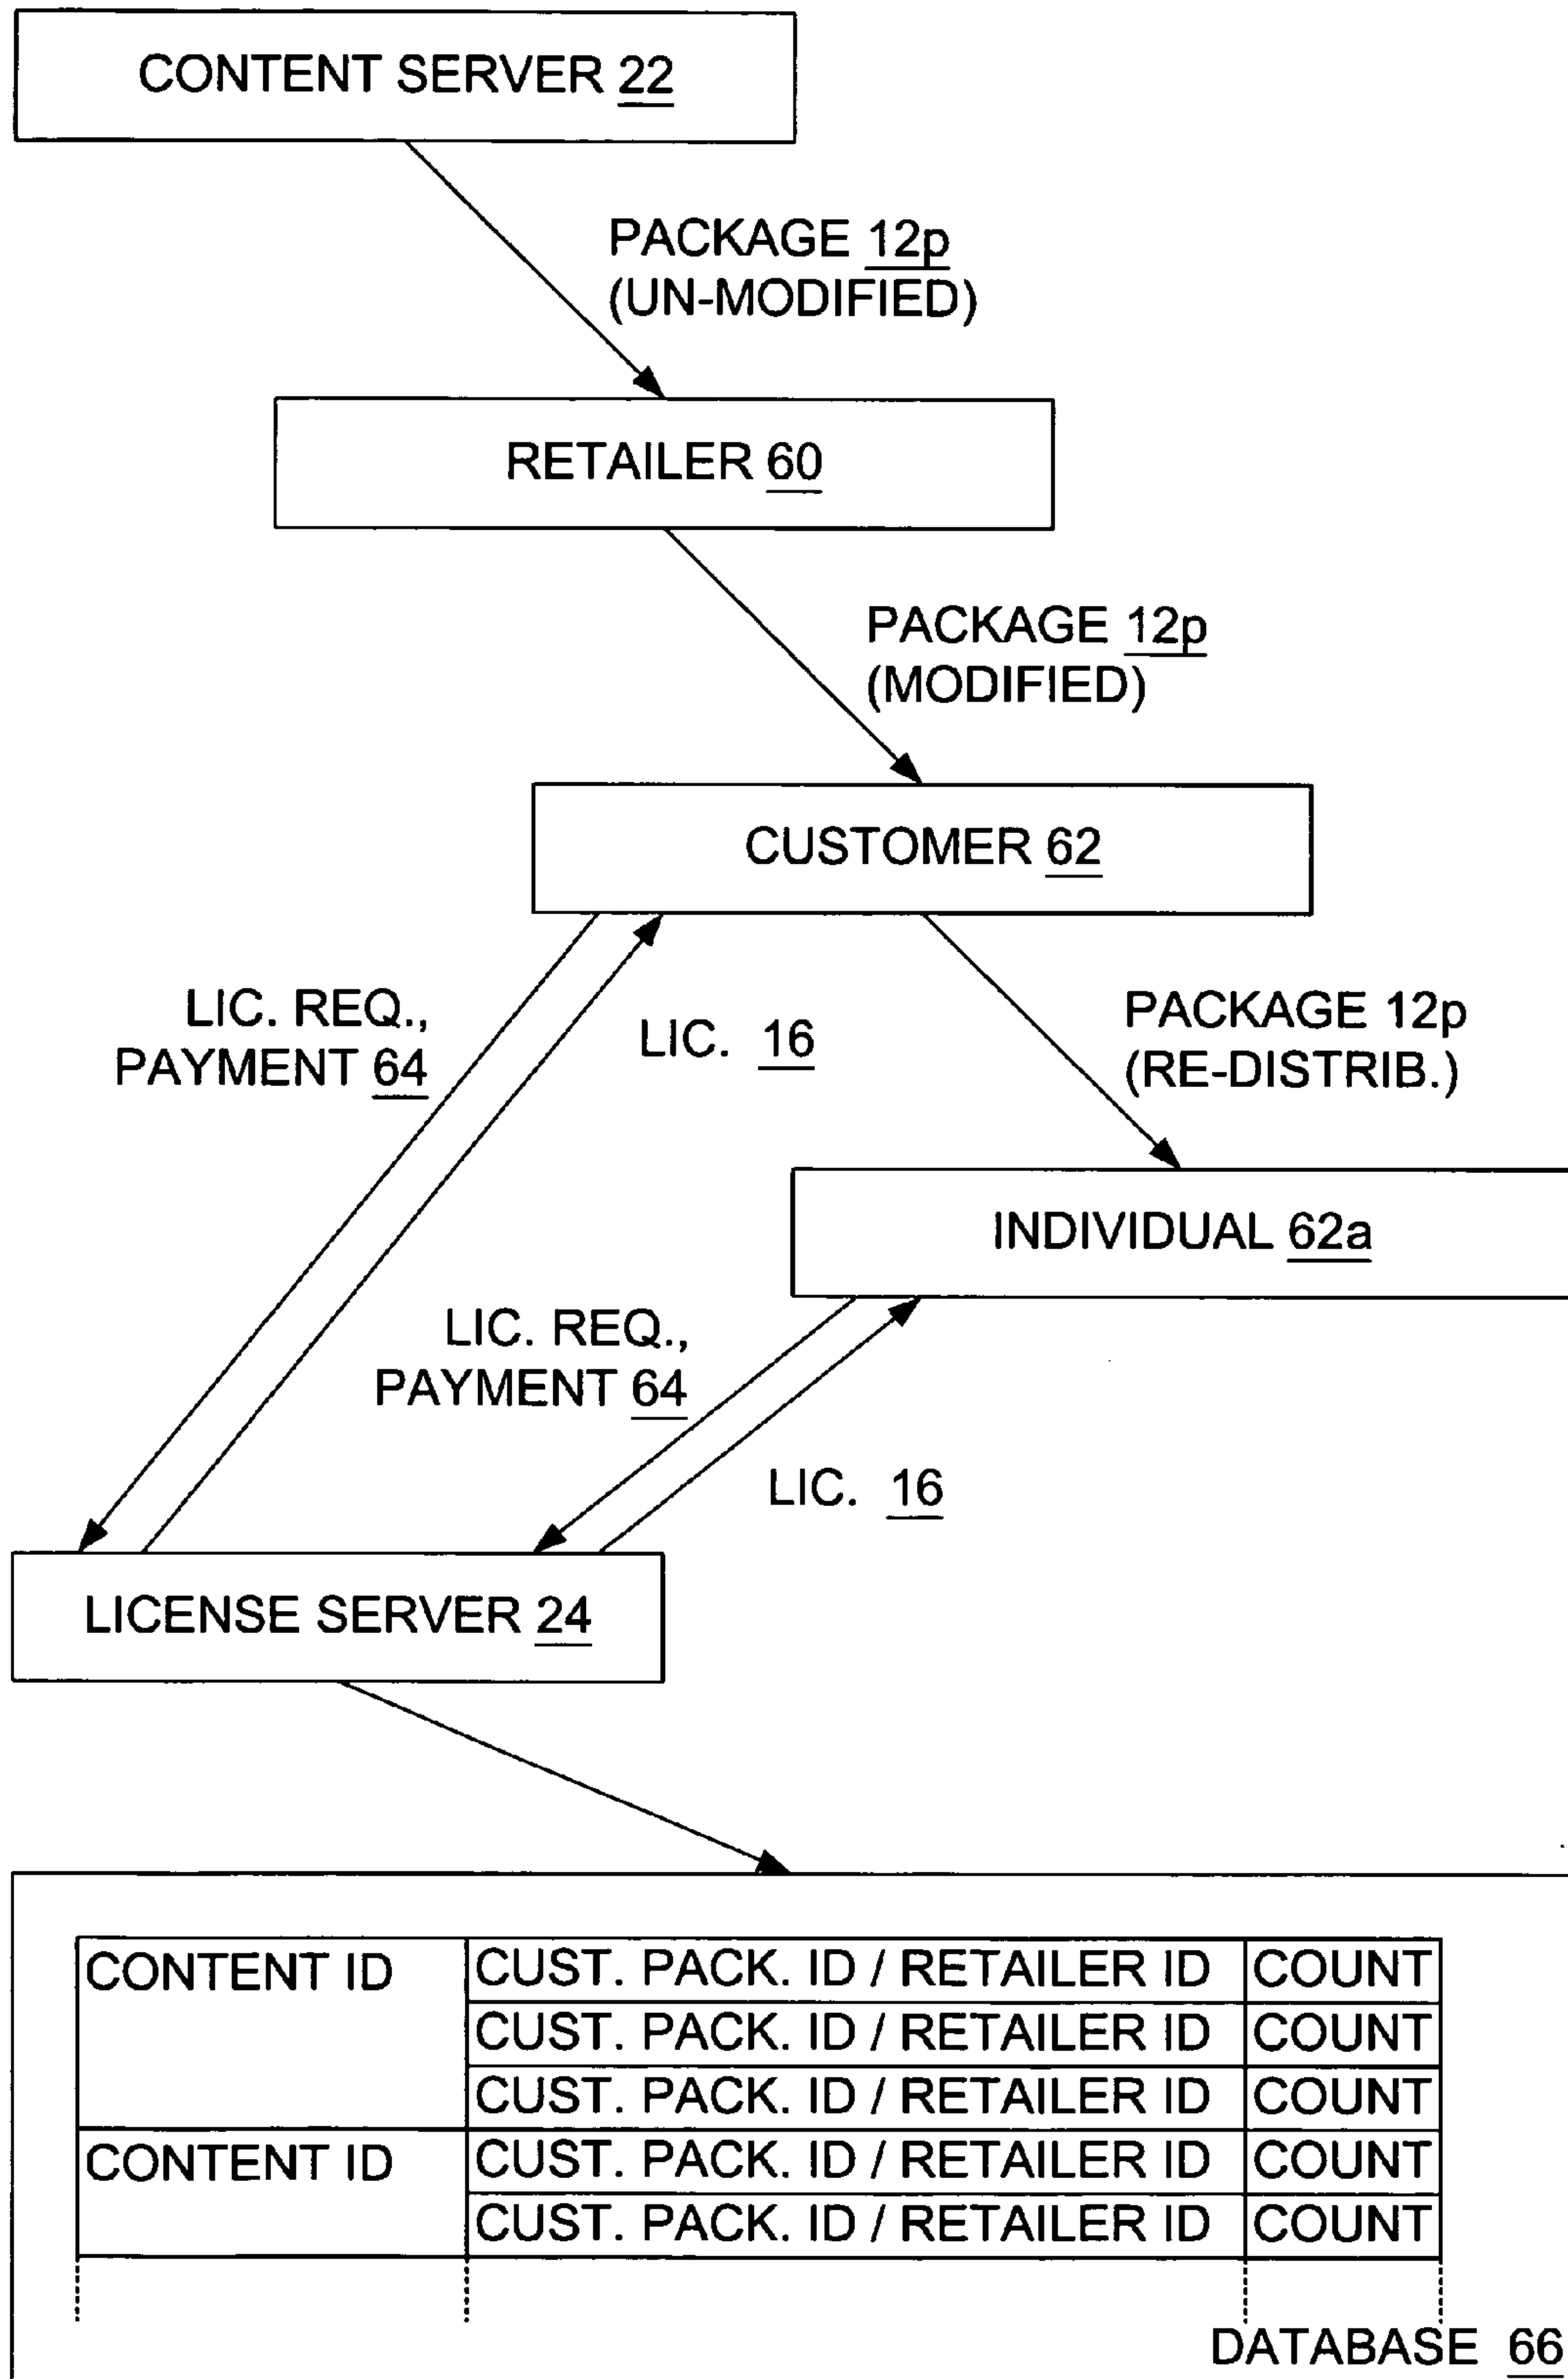 CONTENT SERVER 22
PACKAGE 12p
(UN-MODIFIED)
RETAILER 60
PACKAGE 12p
(MODIFIED)
CUSTOMER 62
LIC. REQ.,
PAYMENT 64
LIC. 16
PACKAGE 12p
(RE-DISTRIB.)
INDIVIDUAL 62a
LIC. REQ.,
PAYMENT 64
LIC. 16
LICENSE SERVER 24
CONTENT ID CUST. PACK. ID / RETAILER ID COUNT
CUST. PACK. ID / RETAILER ID COUNT
CUST. PACK. ID / RETAILER ID COUNT
CONTENT ID CUST. PACK. ID / RETAILER ID COUNT
CUST. PACK. ID / RETAILER ID COUNT
DATABASE 66